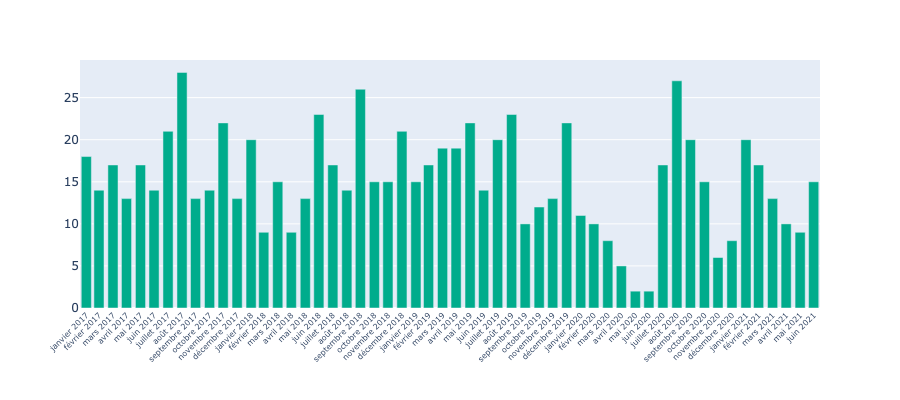 25
20
15
10
5
0
janvier 2017
février 2017
mars 2017
avril 2017
mai 2017
juin 2017
juillet 2017
août 2017
septembre 2017
octobre 2017
novembre 2017
décembre 2017
janvier 2018
février 2018
mars 2018
avril 2018
mai 2018
juin 2018
juillet 2018
août 2018
septembre 2018
octobre 2018
novembre 2018
décembre 2018
janvier 2019
février 2019
mars 2019
avril 2019
mai 2019
juin 2019
juillet 2019
août 2019
septembre 2019
octobre 2019
novembre 2019
décembre 2019
janvier 2020
février 2020
mars 2020
avril 2020
mai 2020
juin 2020
juillet 2020
août 2020
septembre 2020
octobre 2020
novembre 2020
décembre 2020
janvier 2021
février 2021
mars 2021
avril 2021
mai 2021
juin 2021